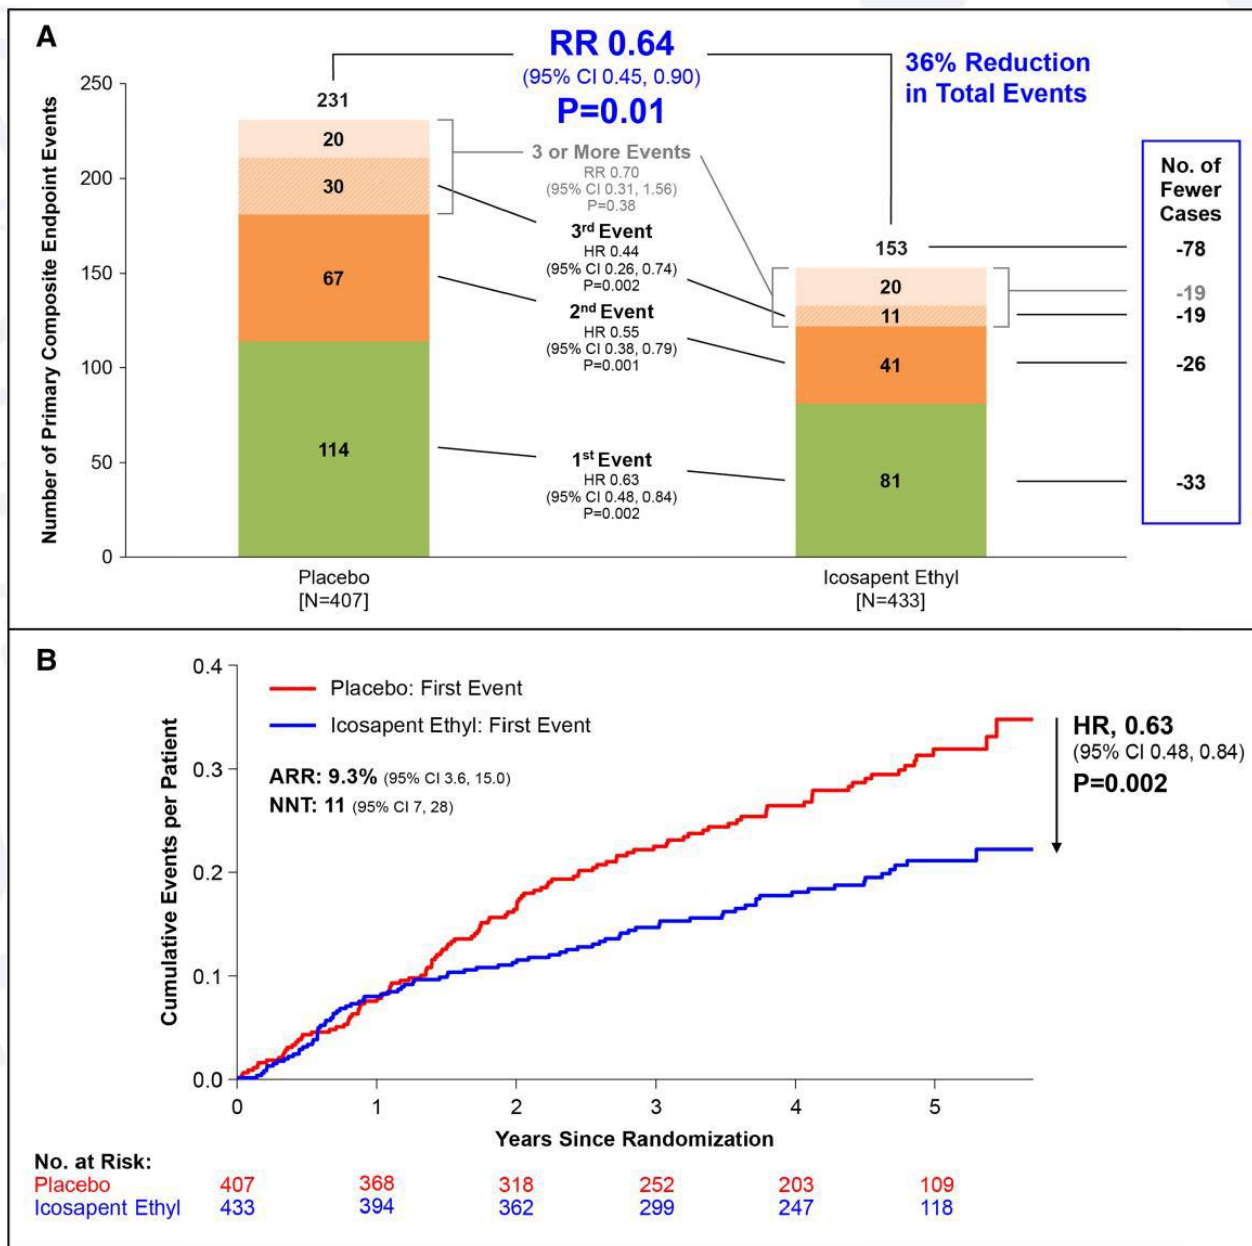 A
RR 0.64
(95% CI 0.45, 0.90)
P=0.01
36% Reduction
in Total Events
Number of Primary Composite Endpoint Events
250
200
150
100
50
0
231
20
30
67
114
3 or More Events
RR 0.70
(95% CI 0.31, 1.56)
P=0.38
3rd Event
HR 0.44
(95% CI 0.26, 0.74)
P=0.002
2nd Event
HR 0.55
(95% CI 0.38, 0.79)
P=0.001
1st Event
HR 0.63
(95% CI 0.48, 0.84)
P=0.002
153
20
11
41
81
No. of
Fewer
Cases
-78
-19
-19
-26
-33
Placebo
[N=407]
Icosapent Ethyl
[N=433]
B
Cumulative Events per Patient
0.4
0.3
0.2
0.1
0.0
Placebo: First Event
Icosapent Ethyl: First Event
ARR: 9.3% (95% CI 3.6, 15.0)
NNT: 11 (95% CI 7, 28)
HR, 0.63
(95% CI 0.48, 0.84)
P=0.002
0 1 2 3 4 5
Years Since Randomization
No. at Risk:
Placebo 407 368 318 252 203 109
Icosapent Ethyl 433 394 362 299 247 118